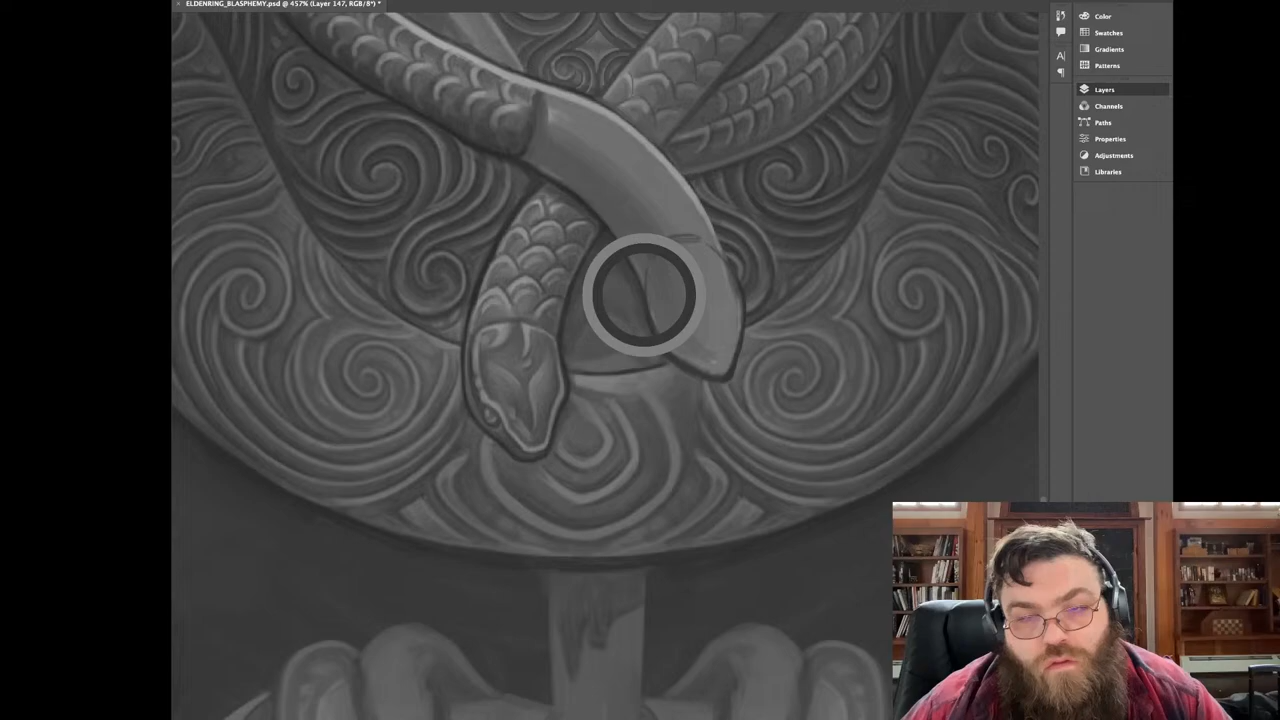 × ELDENRING_BLASPHEMY.psd @ 457% (Layer 147, RGB/8*) *
Color
Swatches
Gradients
Patterns
Layers
Channels
Paths
Properties
Adjustments
Libraries